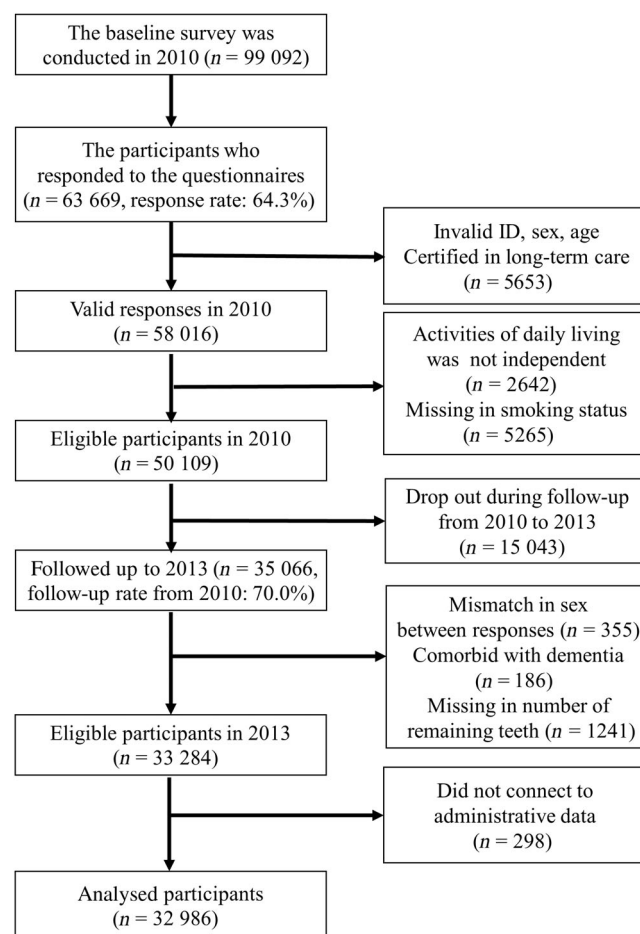 The baseline survey was
conducted in 2010 (n = 99 092)
The participants who
responded to the questionnaires
(n = 63 669, response rate: 64.3%)
Invalid ID, sex, age
Certified in long-term care
(n = 5653)
Valid responses in 2010
(n = 58 016)
Activities of daily living
was not independent
(n = 2642)
Missing in smoking status
(n = 5265)
Eligible participants in 2010
(n = 50 109)
Drop out during follow-up
from 2010 to 2013
(n = 15 043)
Followed up to 2013 (n = 35 066,
follow-up rate from 2010: 70.0%)
Mismatch in sex
between responses (n = 355)
Comorbid with dementia
(n = 186)
Missing in number of
remaining teeth (n = 1241)
Eligible participants in 2013
(n = 33 284)
Did not connect to
administrative data
(n = 298)
Analysed participants
(n = 32 986)